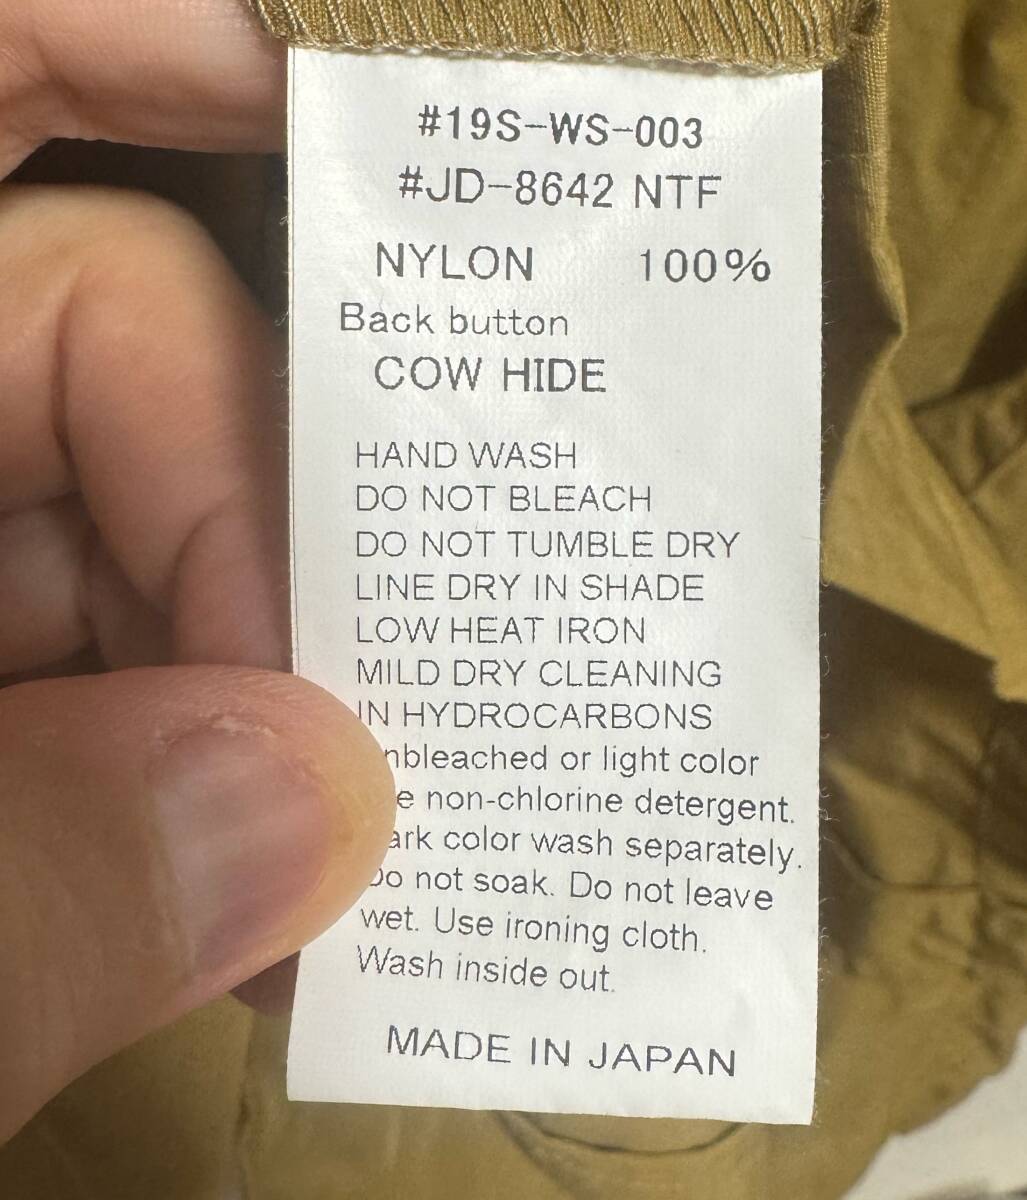 #19S-WS-003
#JD-8642 NTF
NYLON 100%
Back button
COW HIDE
HAND WASH
DO NOT BLEACH
DO NOT TUMBLE DRY
LINE DRY IN SHADE
LOW HEAT IRON
MILD DRY CLEANING
IN HYDROCARBONS
nbleached or light color
e non-chlorine detergent.
ark color wash separately.
Do not soak. Do not leave
wet. Use ironing cloth.
Wash inside out.
MADE IN JAPAN